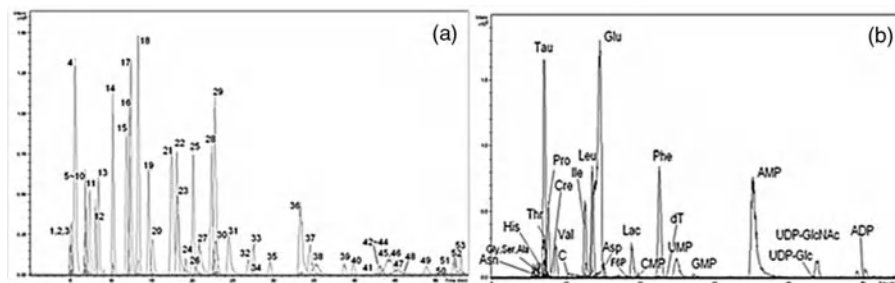 (a)
4
5~10
1,2,3
11
12
13
14
15
16
17
18
19
20
21
22
23
24
25
26
27
28
29
30
31
32
33
34
35
36
37
38
39
40
41
42~44
45,46
47
48
49
50
51
52
53
(b)
Tau
Glu
Pro
Cre
Leu
Ile
Phe
AMP
His
Thr
Val
Gly,Ser,Ala
Asn
C
Asp
F6P
Lac
CMP
dT
UMP
GMP
UDP-GlcNAc
UDP-Glc
ADP